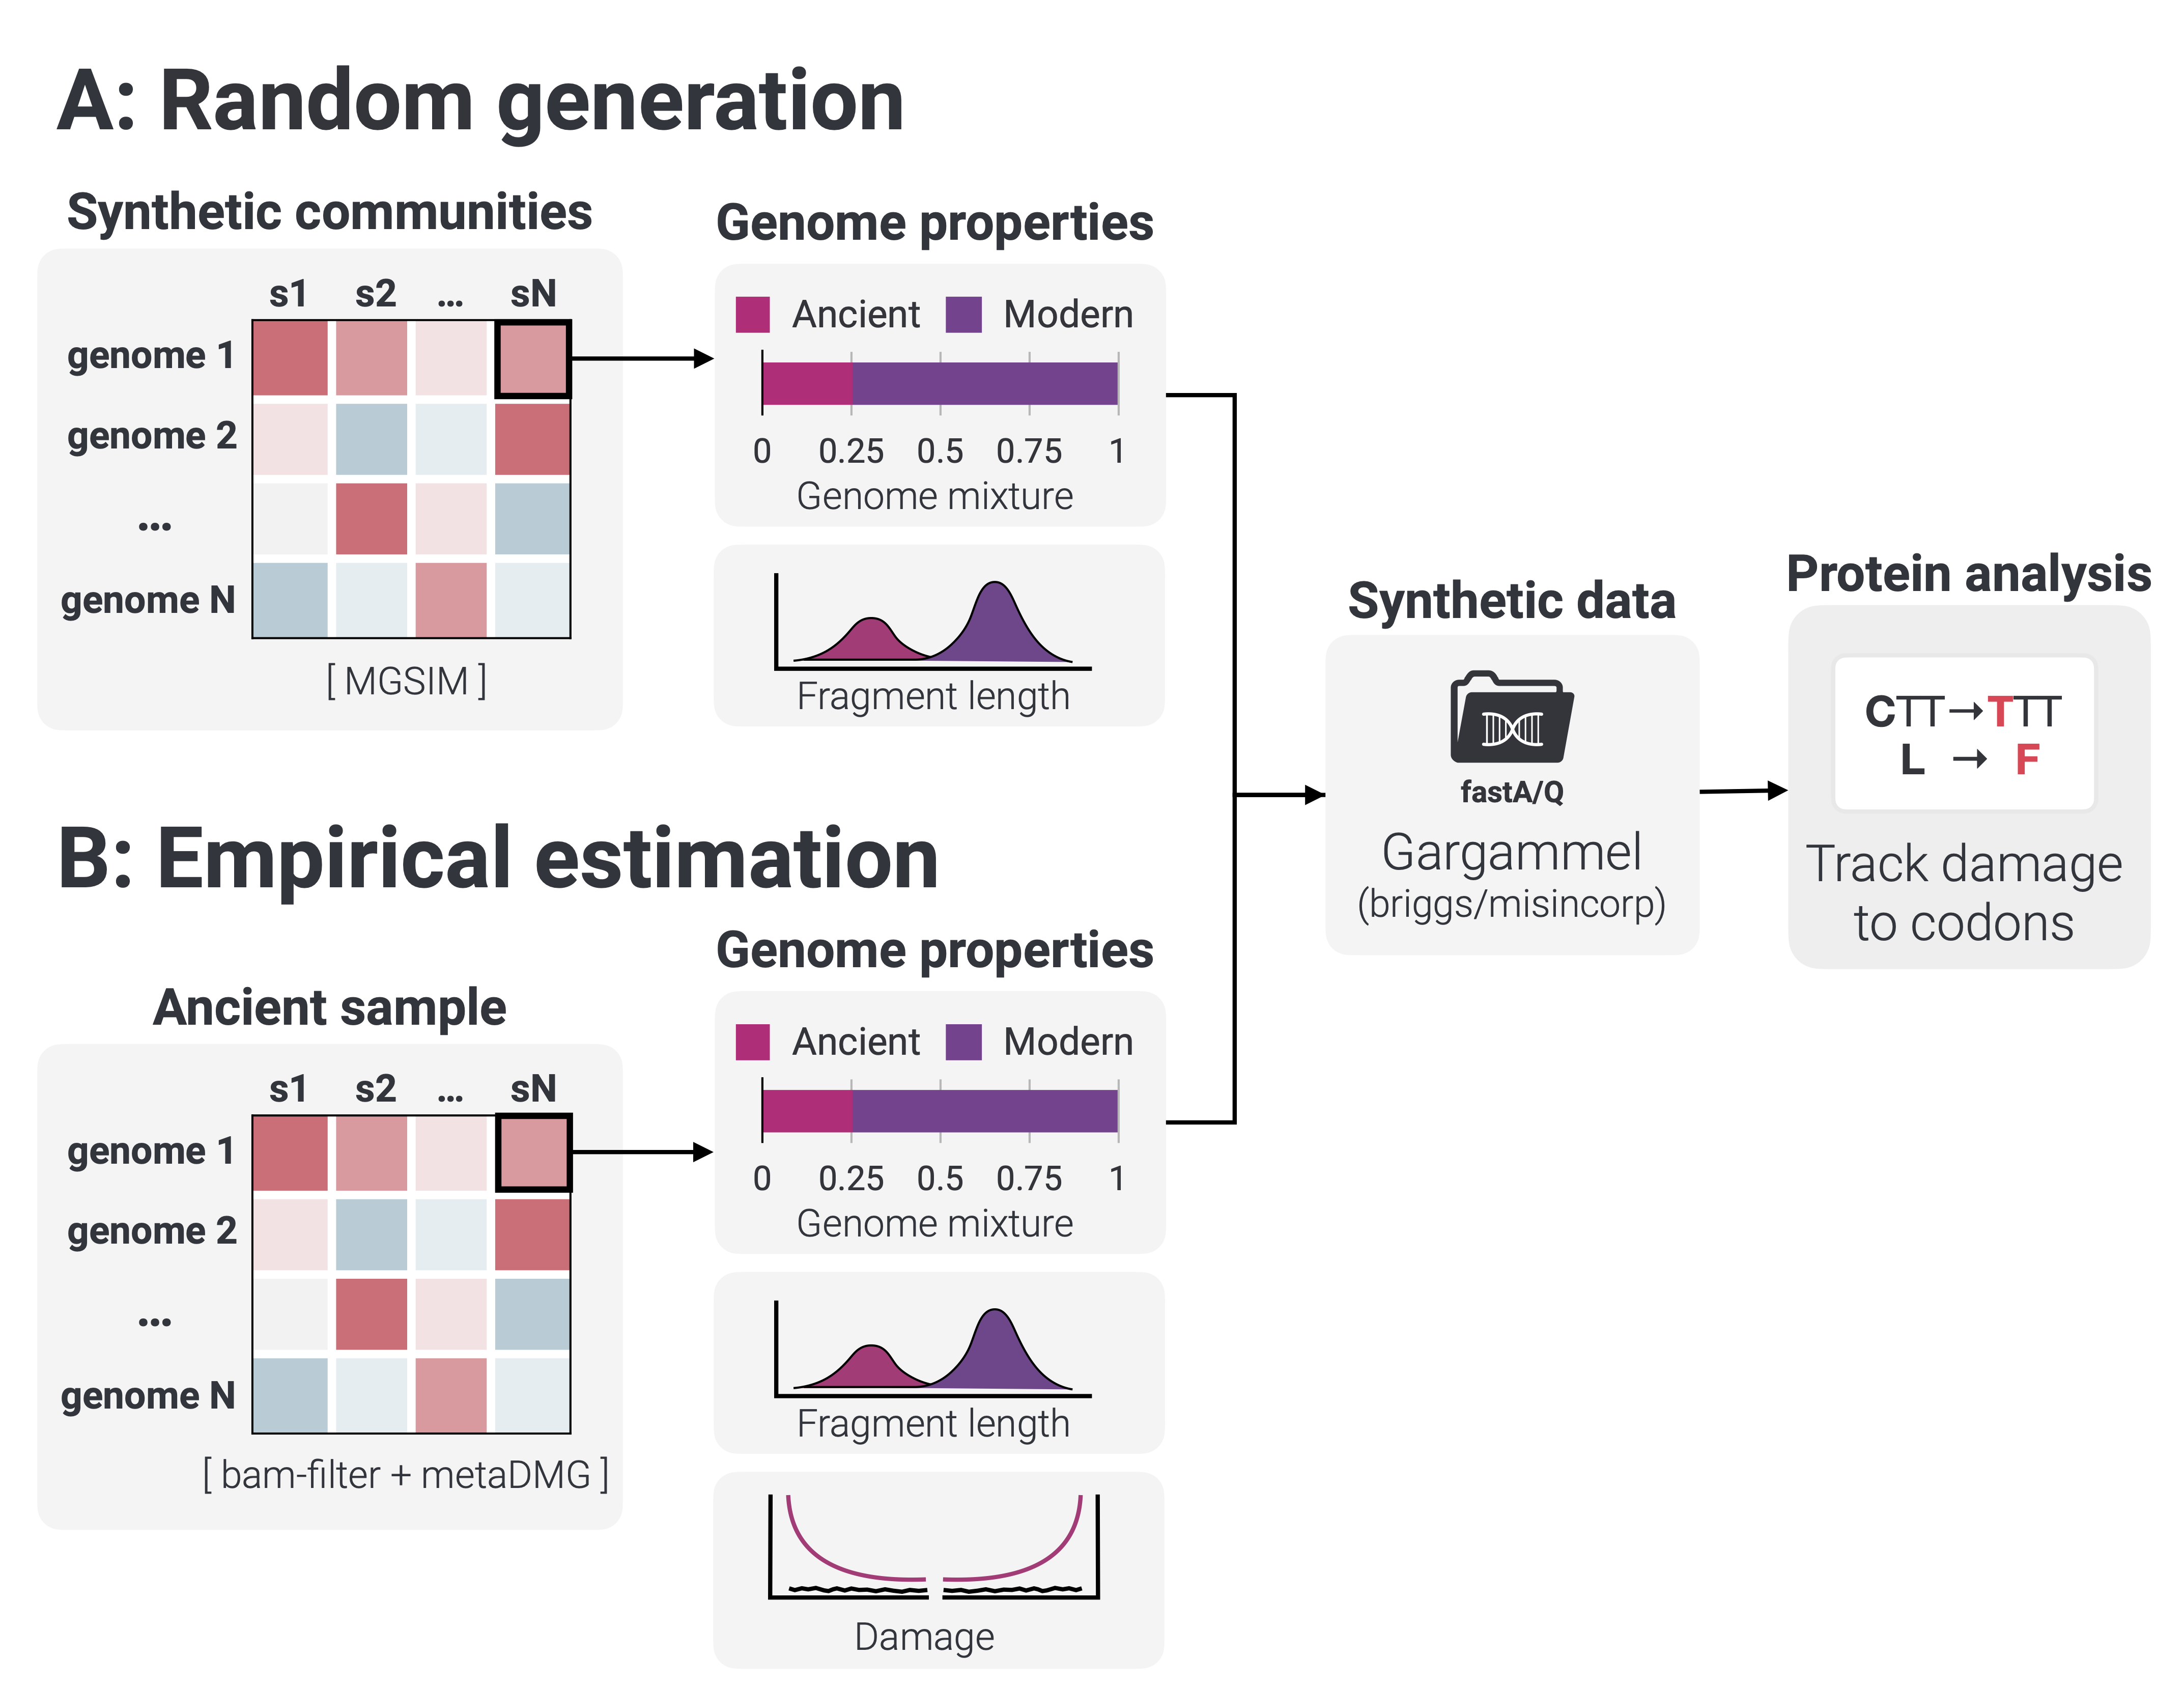 A: Random generation
Synthetic communities
s1 s2 ... sN
genome 1
genome 2
...
genome N
[ MGSIM ]
Genome properties
Ancient Modern
0 0.25 0.5 0.75 1
Genome mixture
Fragment length
B: Empirical estimation
Ancient sample
s1 s2 ... sN
genome 1
genome 2
...
genome N
[ bam-filter + metaDMG ]
Genome properties
Ancient Modern
0 0.25 0.5 0.75 1
Genome mixture
Fragment length
Damage
Synthetic data
fastA/Q
Gargammel
(briggs/misincorp)
Protein analysis
CTT→TTT
L → F
Track damage
to codons